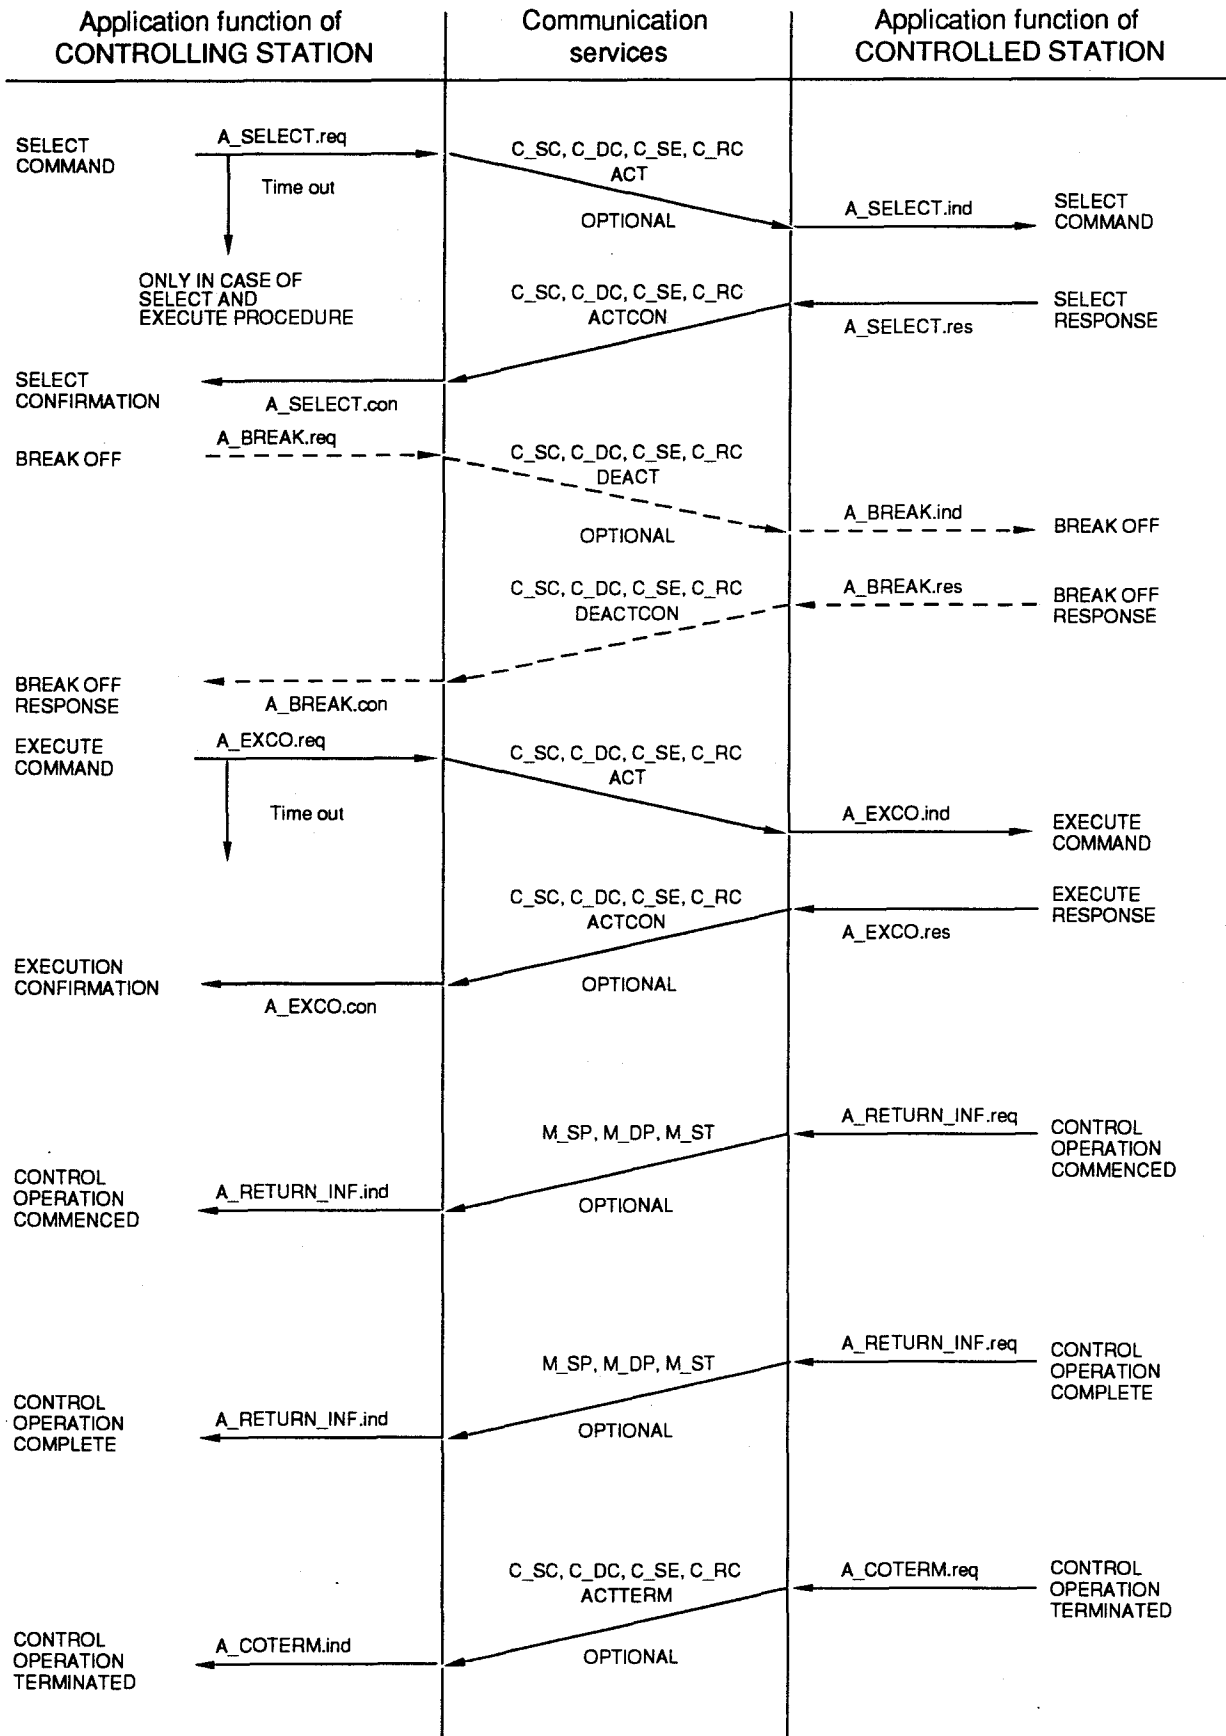 Application function of
CONTROLLING STATION
Communication
services
Application function of
CONTROLLED STATION
SELECT
COMMAND
A_SELECT.req
Time out
ONLY IN CASE OF
SELECT AND
EXECUTE PROCEDURE
C_SC, C_DC, C_SE, C_RC
ACT
OPTIONAL
A_SELECT.ind
SELECT
COMMAND
C_SC, C_DC, C_SE, C_RC
ACTCON
A_SELECT.res
SELECT
RESPONSE
SELECT
CONFIRMATION
A_SELECT.con
BREAK OFF
A_BREAK.req
C_SC, C_DC, C_SE, C_RC
DEACT
OPTIONAL
A_BREAK.ind
BREAK OFF
C_SC, C_DC, C_SE, C_RC
DEACTCON
A_BREAK.res
BREAK OFF
RESPONSE
BREAK OFF
RESPONSE
A_BREAK.con
EXECUTE
COMMAND
A_EXCO.req
Time out
C_SC, C_DC, C_SE, C_RC
ACT
A_EXCO.ind
EXECUTE
COMMAND
C_SC, C_DC, C_SE, C_RC
ACTCON
OPTIONAL
A_EXCO.res
EXECUTE
RESPONSE
EXECUTION
CONFIRMATION
A_EXCO.con
M_SP, M_DP, M_ST
OPTIONAL
A_RETURN_INF.req
CONTROL
OPERATION
COMMENCED
CONTROL
OPERATION
COMMENCED
A_RETURN_INF.ind
M_SP, M_DP, M_ST
OPTIONAL
A_RETURN_INF.req
CONTROL
OPERATION
COMPLETE
CONTROL
OPERATION
COMPLETE
A_RETURN_INF.ind
C_SC, C_DC, C_SE, C_RC
ACTTERM
OPTIONAL
A_COTERM.req
CONTROL
OPERATION
TERMINATED
CONTROL
OPERATION
TERMINATED
A_COTERM.ind